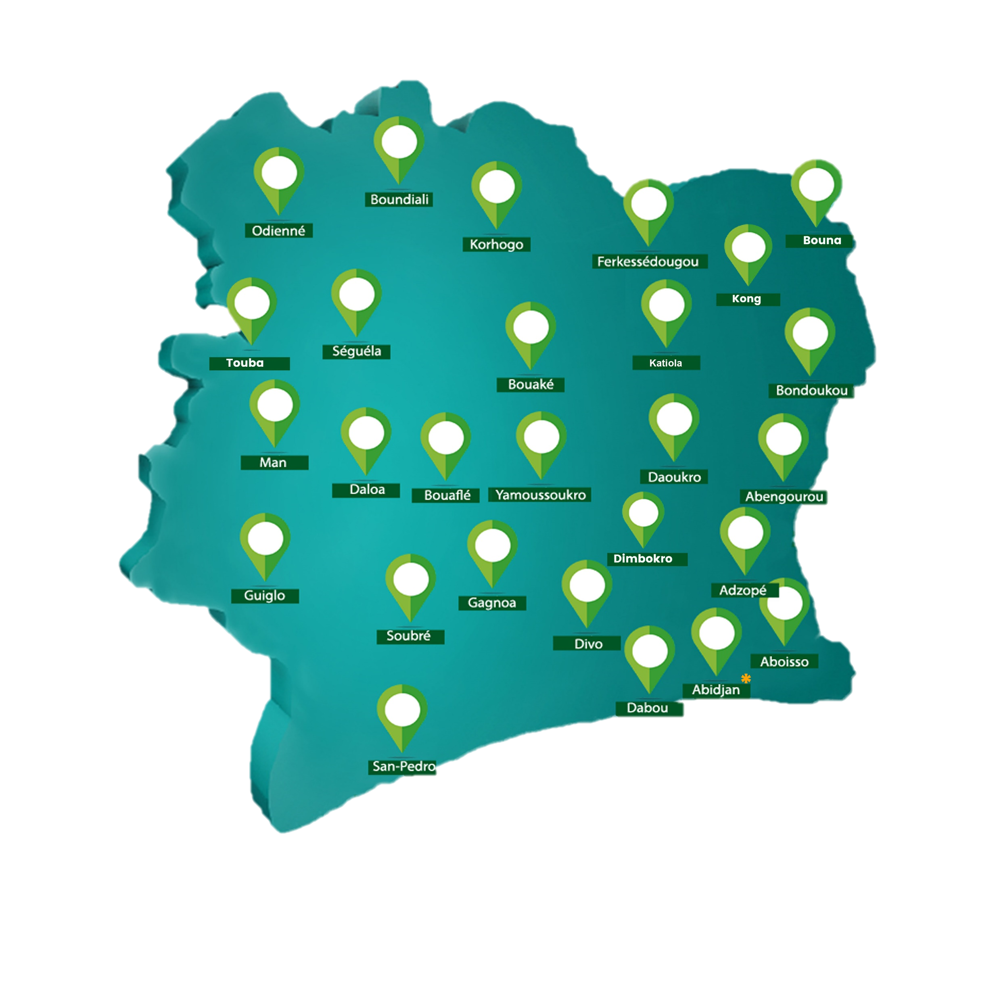 Boundiali
Odienné
Korhogo
Bouna
Ferkessédougou
Kong
Séguéla
Touba
Katiola
Bouaké
Bondoukou
Man
Daoukro
Daloa
Bouaflé
Yamoussoukro
Abengourou
Dimbokro
Adzopé
Guiglo
Gagnoa
Soubré
Divo
Aboisso
Abidjan *
Dabou
San-Pedro